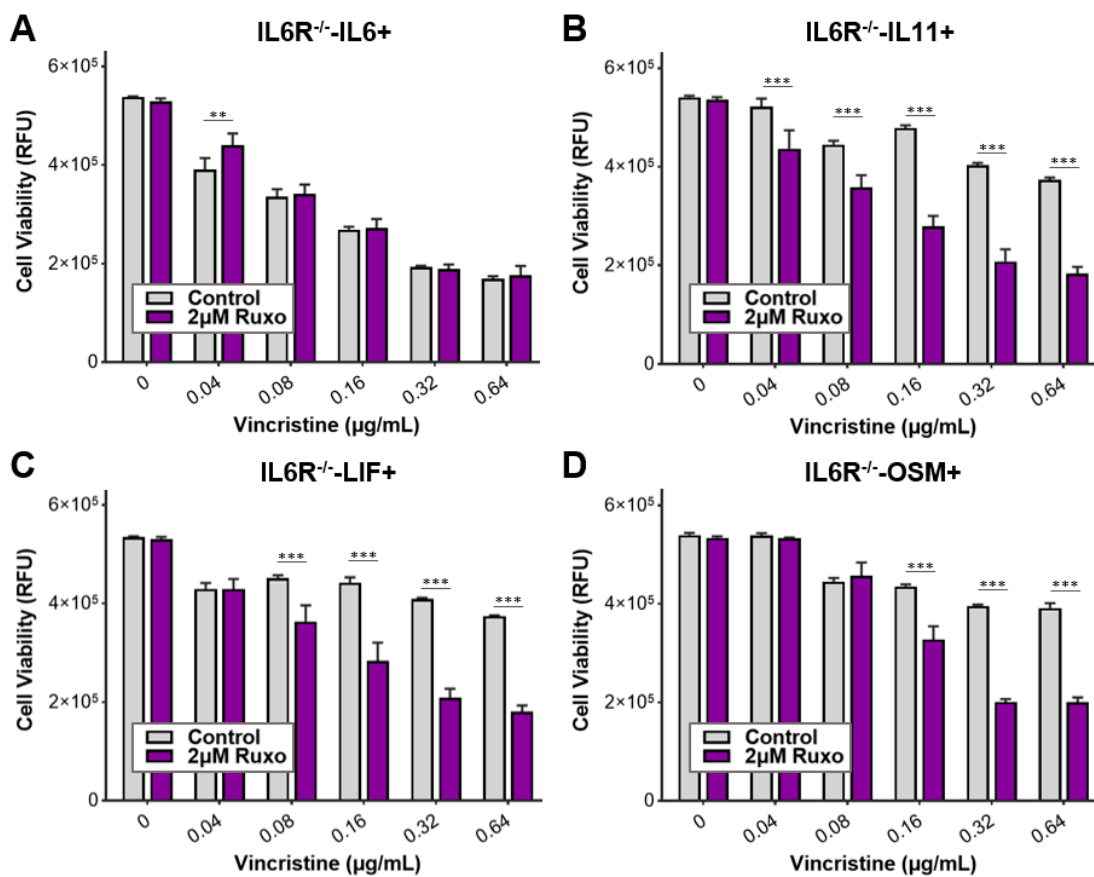 A
IL6R⁻/⁻-IL6+
Cell Viability (RFU)
6×10⁵
4×10⁵
2×10⁵
0
**
Control
2µM Ruxo
0
0.04
0.08
0.16
0.32
0.64
Vincristine (µg/mL)
B
IL6R⁻/⁻-IL11+
Cell Viability (RFU)
6×10⁵
4×10⁵
2×10⁵
0
***
***
***
***
***
Control
2µM Ruxo
0
0.04
0.08
0.16
0.32
0.64
Vincristine (µg/mL)
C
IL6R⁻/⁻-LIF+
Cell Viability (RFU)
6×10⁵
4×10⁵
2×10⁵
0
***
***
***
***
Control
2µM Ruxo
0
0.04
0.08
0.16
0.32
0.64
Vincristine (µg/mL)
D
IL6R⁻/⁻-OSM+
Cell Viability (RFU)
6×10⁵
4×10⁵
2×10⁵
0
***
***
***
Control
2µM Ruxo
0
0.04
0.08
0.16
0.32
0.64
Vincristine (µg/mL)